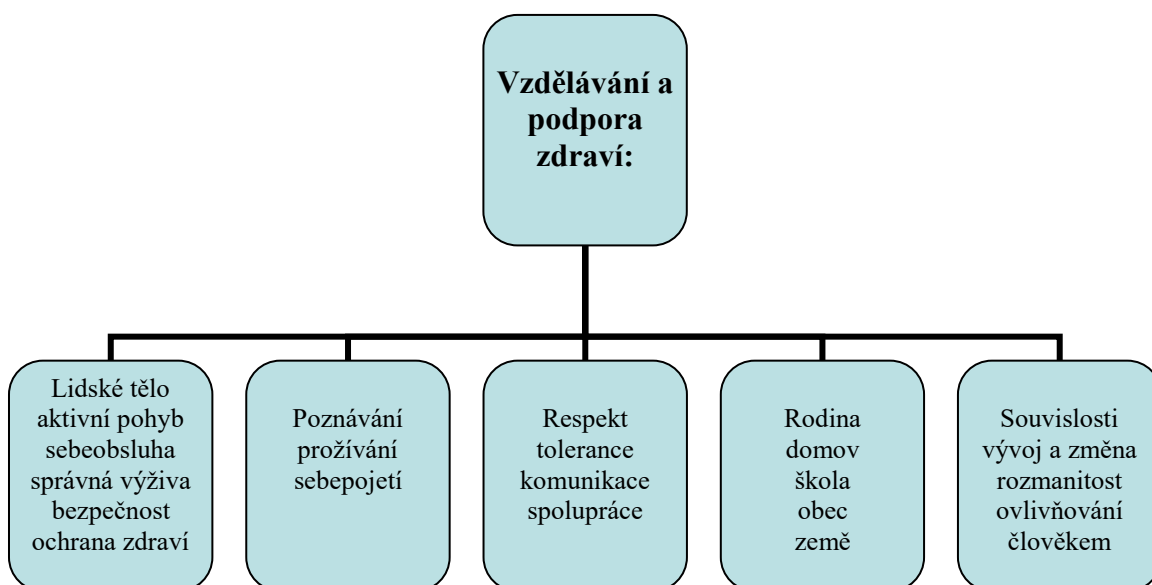 Vzdělávání a
podpora
zdraví:
Lidské tělo
aktivní pohyb
sebeobsluha
správná výživa
bezpečnost
ochrana zdraví
Poznávání
prožívání
sebepojetí
Respekt
tolerance
komunikace
spolupráce
Rodina
domov
škola
obec
země
Souvislosti
vývoj a změna
rozmanitost
ovlivňování
člověkem